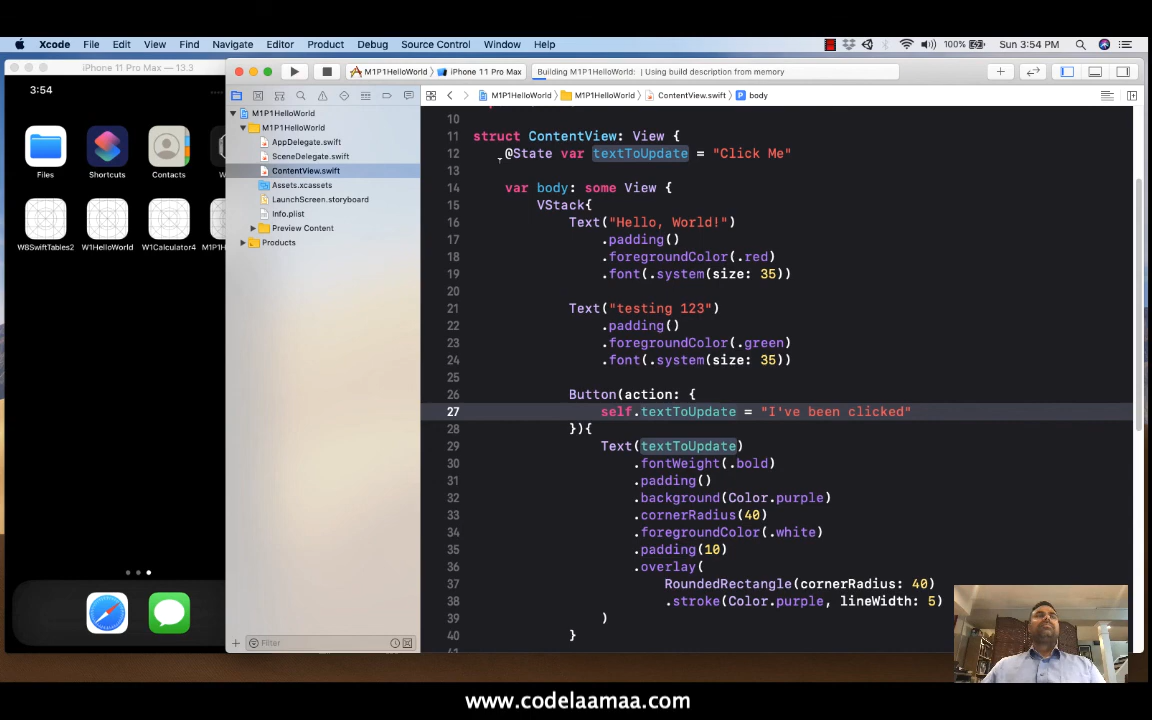 Xcode File Edit View Find Navigate Editor Product Debug Source Control Window Help 100% Sun 3:54 PM
iPhone 11 Pro Max — 13.3
3:54
Files Shortcuts Contacts
W8SwiftTables2 W1HelloWorld W1Calculator4
M1P1HelloWorld iPhone 11 Pro Max Building M1P1HelloWorld: | Using build description from memory
M1P1HelloWorld
M1P1HelloWorld
AppDelegate.swift
SceneDelegate.swift
ContentView.swift
Assets.xcassets
LaunchScreen.storyboard
Info.plist
Preview Content
Products
Filter
M1P1HelloWorld M1P1HelloWorld ContentView.swift body
10
11 struct ContentView: View {
12 @State var textToUpdate = "Click Me"
13
14 var body: some View {
15 VStack{
16 Text("Hello, World!")
17 .padding()
18 .foregroundColor(.red)
19 .font(.system(size: 35))
20
21 Text("testing 123")
22 .padding()
23 .foregroundColor(.green)
24 .font(.system(size: 35))
25
26 Button(action: {
27 self.textToUpdate = "I've been clicked"
28 }){
29 Text(textToUpdate)
30 .fontWeight(.bold)
31 .padding()
32 .background(Color.purple)
33 .cornerRadius(40)
34 .foregroundColor(.white)
35 .padding(10)
36 .overlay(
37 RoundedRectangle(cornerRadius: 40)
38 .stroke(Color.purple, lineWidth: 5)
39 )
40 }
www.codelaamaa.com